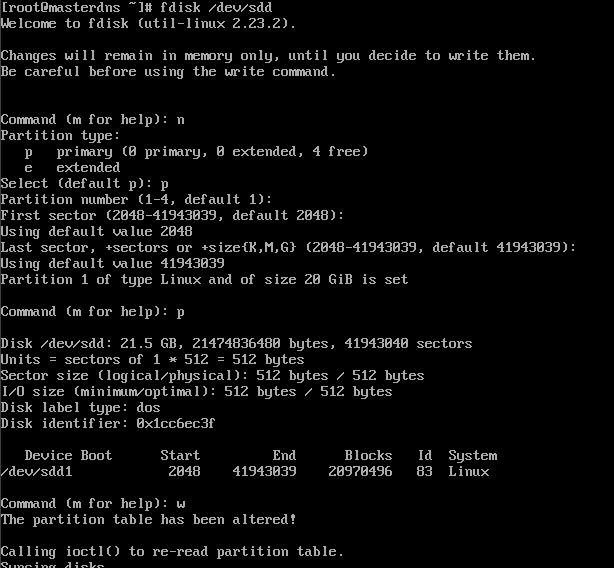 [root@masterdns ~]# fdisk /dev/sdd
Welcome to fdisk (util-linux 2.23.2).
Changes will remain in memory only, until you decide to write them.
Be careful before using the write command.
Command (m for help): n
Partition type:
   p   primary (0 primary, 0 extended, 4 free)
   e   extended
Select (default p): p
Partition number (1-4, default 1):
First sector (2048-41943039, default 2048):
Using default value 2048
Last sector, +sectors or +size{K,M,G} (2048-41943039, default 41943039):
Using default value 41943039
Partition 1 of type Linux and of size 20 GiB is set
Command (m for help): p
Disk /dev/sdd: 21.5 GB, 21474836480 bytes, 41943040 sectors
Units = sectors of 1 * 512 = 512 bytes
Sector size (logical/physical): 512 bytes / 512 bytes
I/O size (minimum/optimal): 512 bytes / 512 bytes
Disk label type: dos
Disk identifier: 0x1cc6ec3f
   Device Boot      Start         End      Blocks   Id  System
/dev/sdd1            2048    41943039    20970496   83  Linux
Command (m for help): w
The partition table has been altered!
Calling ioctl() to re-read partition table.
Syncing disks.